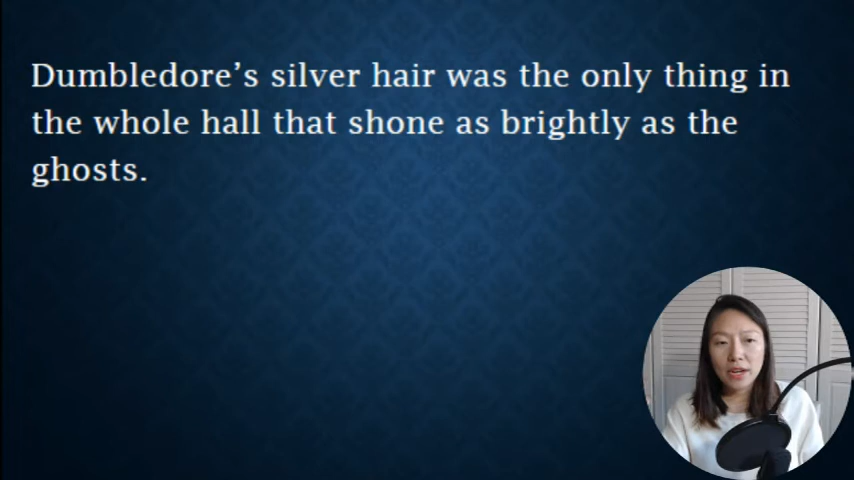 Dumbledore’s silver hair was the only thing in
the whole hall that shone as brightly as the
ghosts.